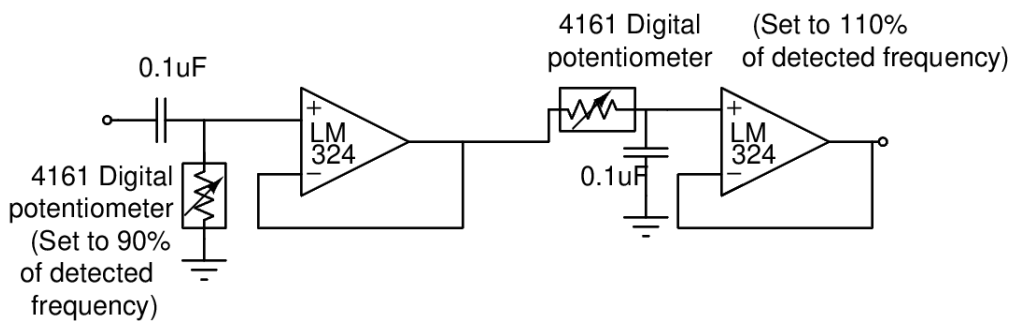 4161 Digital
potentiometer
(Set to 110%
of detected frequency)
0.1uF
+
LM
324
−
+
LM
324
−
0.1uF
4161 Digital
potentiometer
(Set to 90%
of detected
frequency)